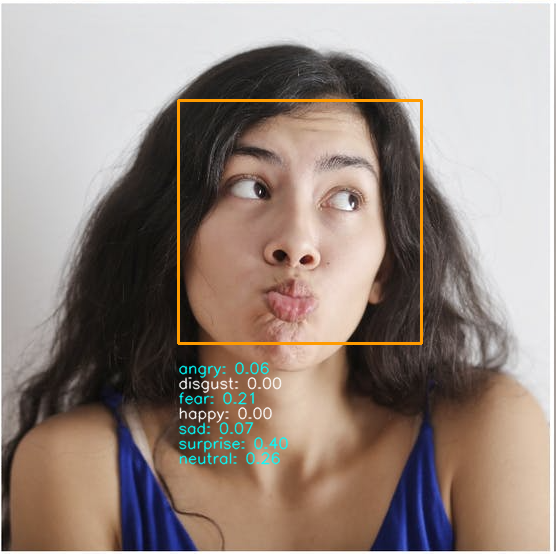 angry: 0.06
disgust: 0.00
fear: 0.21
happy: 0.00
sad: 0.07
surprise: 0.40
neutral: 0.26